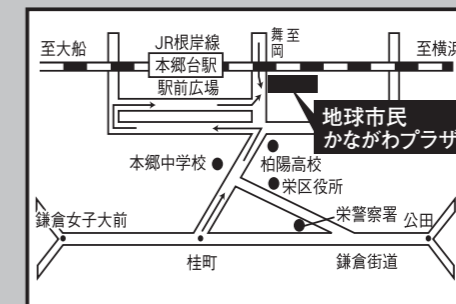 至大船
JR根岸線
舞岡
至
至横浜
本郷台駅
駅前広場
地球市民
かながわプラザ
本郷中学校
柏陽高校
栄区役所
鎌倉女子大前
栄警察署
公田
桂町
鎌倉街道